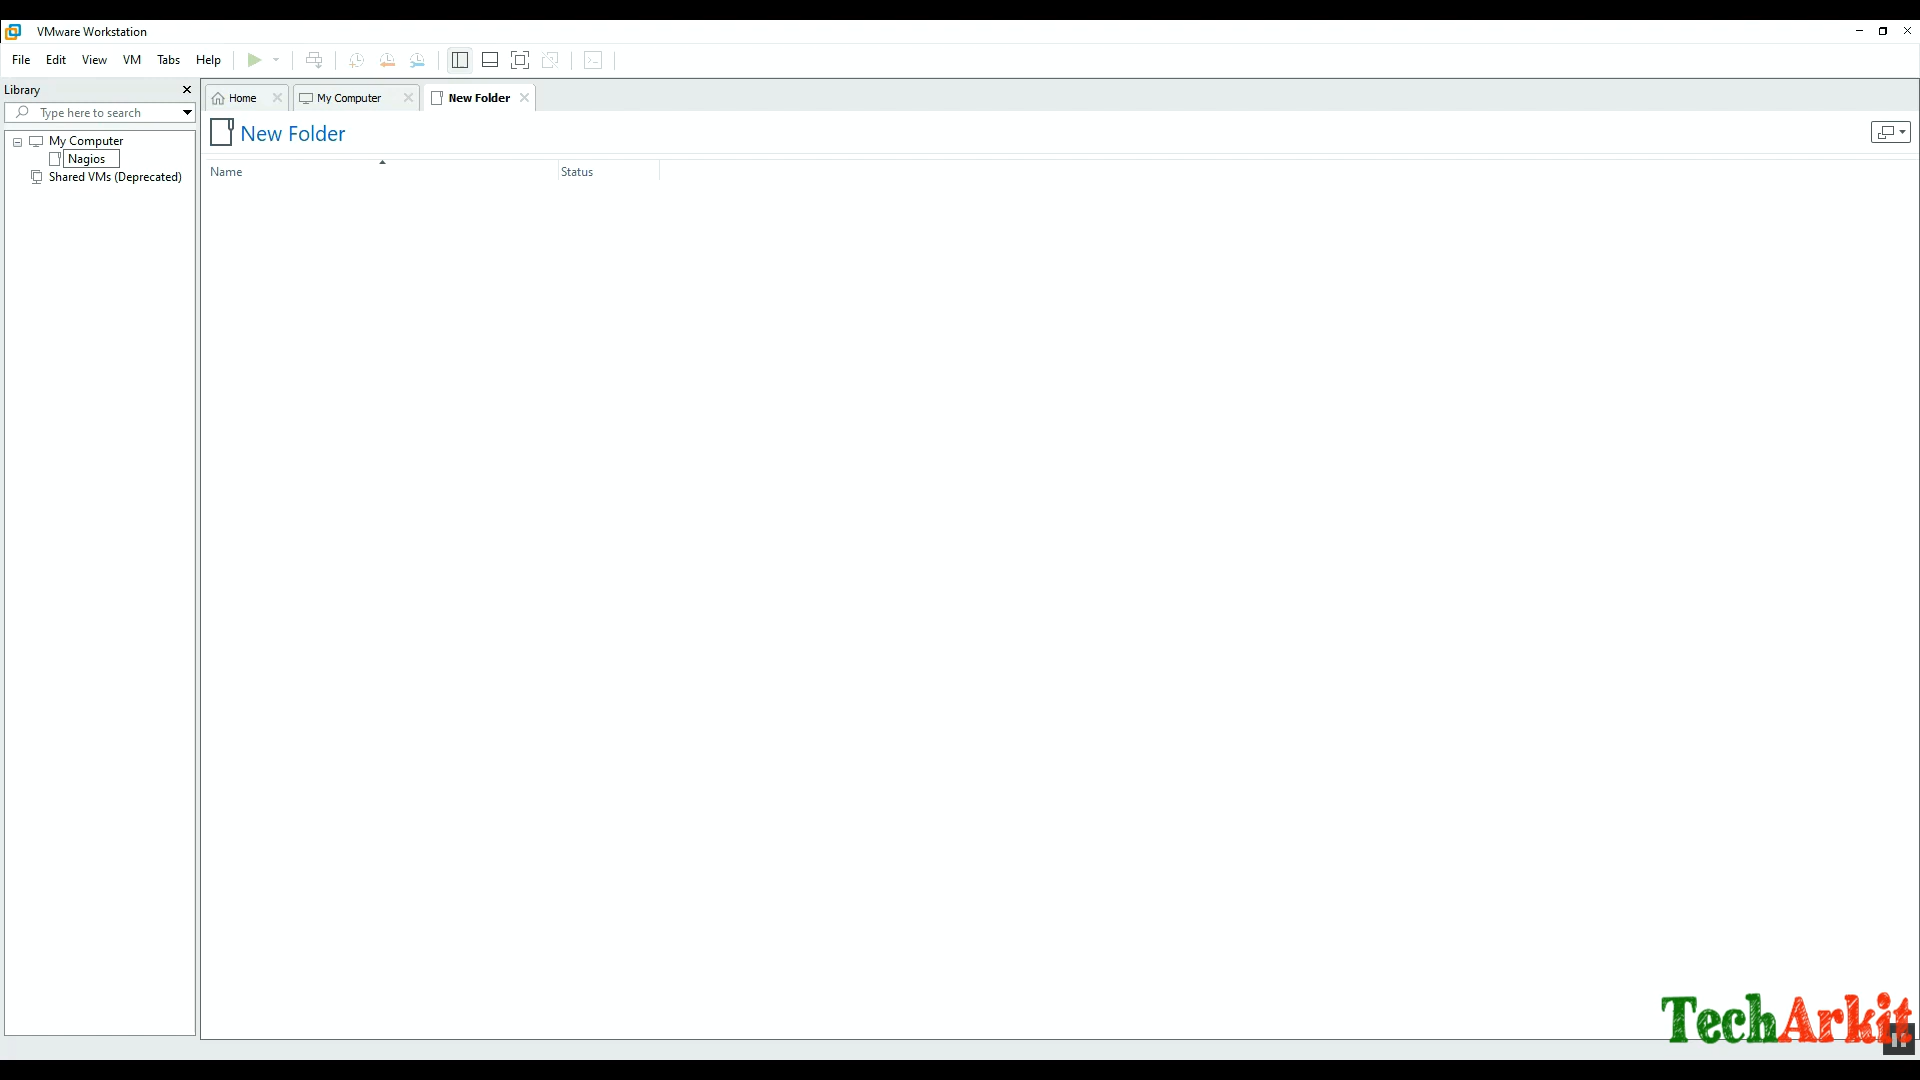 VMware Workstation
File Edit View VM Tabs Help
Library
Type here to search
My Computer
Nagios
Shared VMs (Deprecated)
Home My Computer New Folder
New Folder
Name Status
TechArkit